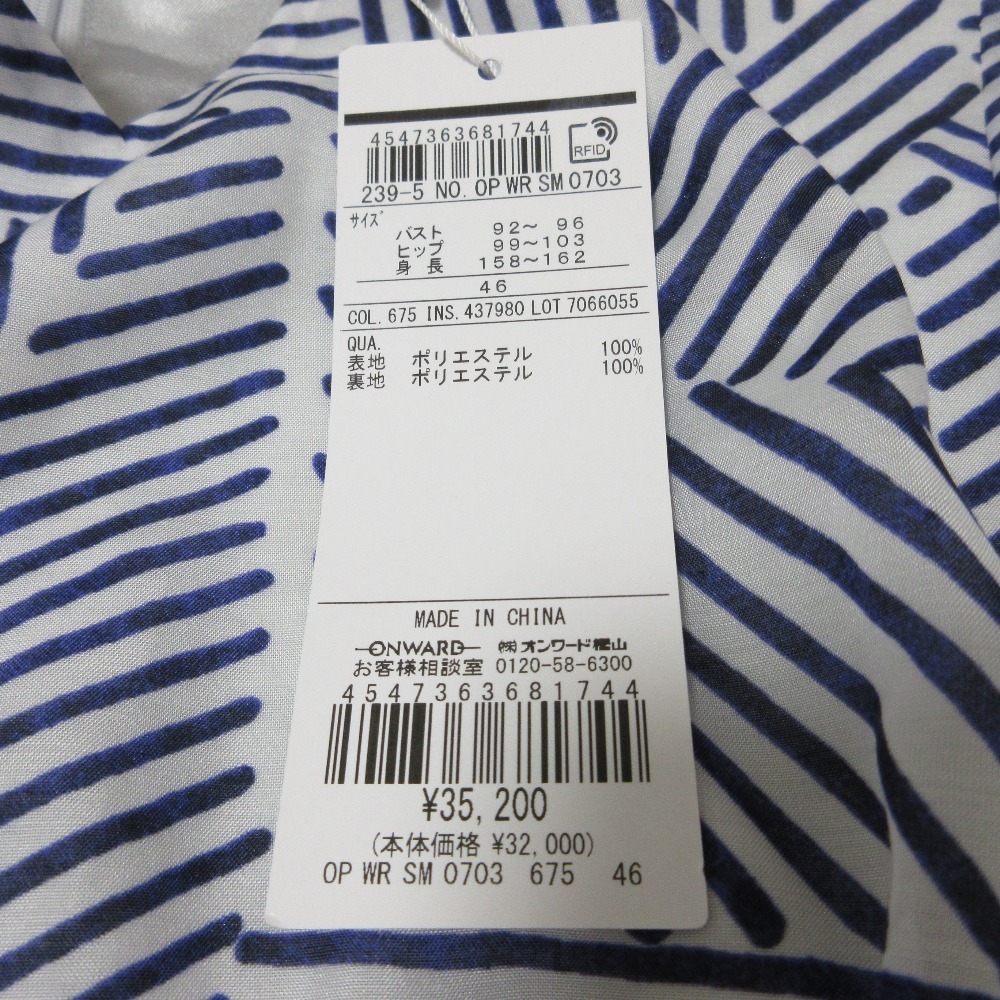 4547363681744
RFID
239-5 NO. OP WR SM 0703
サイズ
バスト 92～ 96
ヒップ 99～103
身長 158～162
46
COL. 675 INS. 437980 LOT 7066055
QUA.
表地 ポリエステル 100%
裏地 ポリエステル 100%
MADE IN CHINA
ONWARD ㈱オンワード樫山
お客様相談室 0120-58-6300
4547363681744
¥35,200
(本体価格 ¥32,000)
OP WR SM 0703 675 46